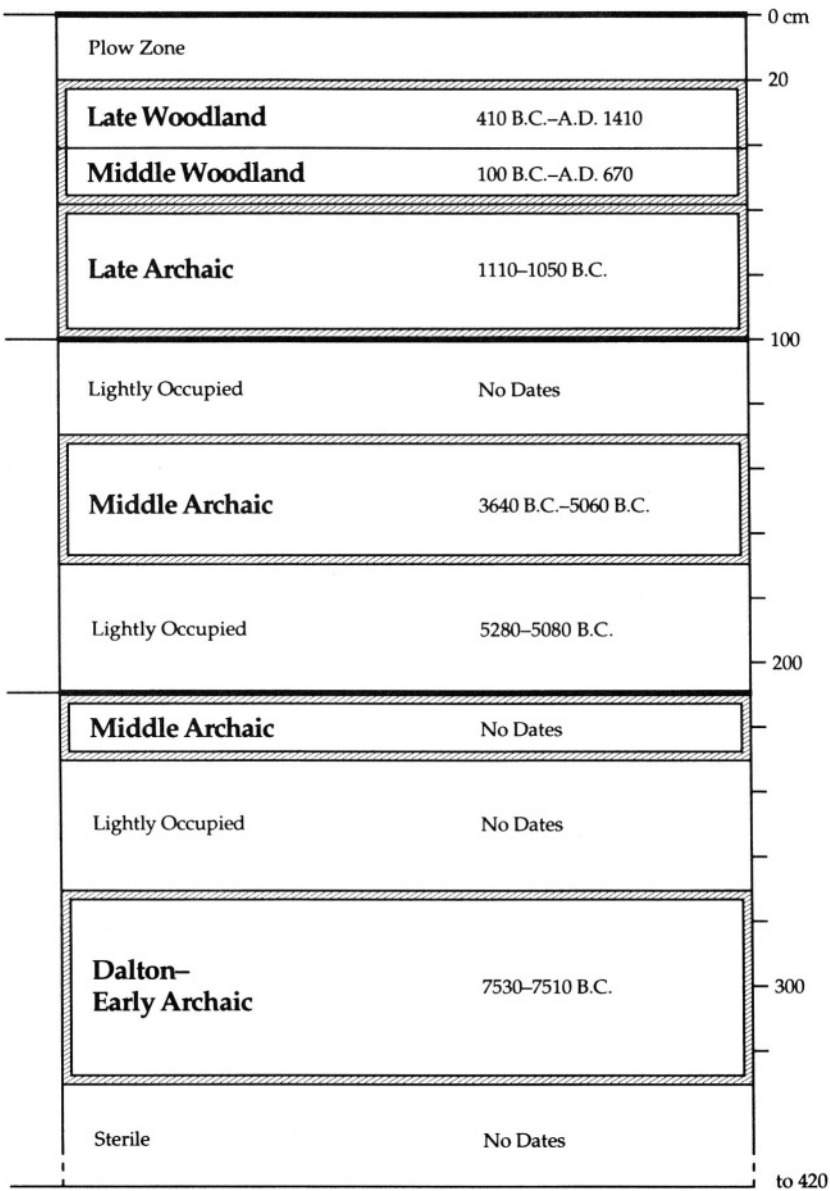 0 cm
Plow Zone
20
Late Woodland 410 B.C.–A.D. 1410
Middle Woodland 100 B.C.–A.D. 670
Late Archaic 1110–1050 B.C.
100
Lightly Occupied No Dates
Middle Archaic 3640 B.C.–5060 B.C.
Lightly Occupied 5280–5080 B.C.
200
Middle Archaic No Dates
Lightly Occupied No Dates
Dalton–
Early Archaic 7530–7510 B.C. 300
Sterile No Dates
to 420